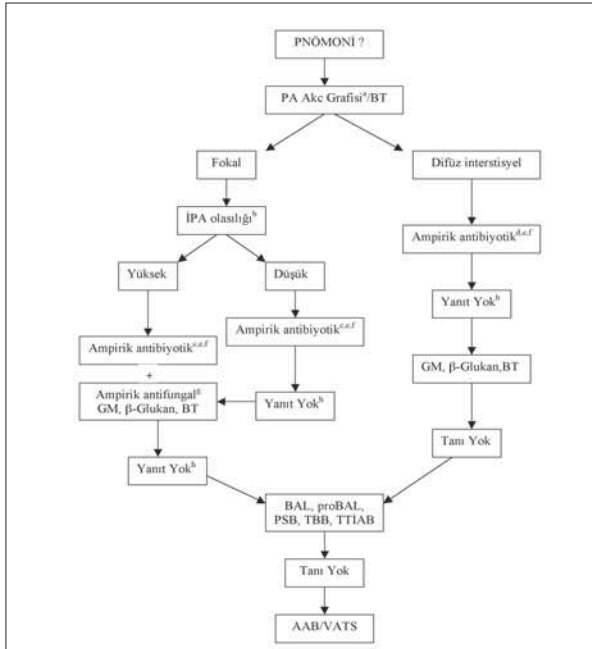 PNÖMONİ ?
PA Akc Grafisiᵃ/BT
Fokal
Difüz interstisyel
İPA olasılığıᵇ
Ampirik antibiyotikᵈ,ᵉ,ᶠ
Yüksek
Düşük
Yanıt Yokʰ
Ampirik antibiyotikᶜ,ᵉ,ᶠ
Ampirik antibiyotikᶜ,ᵉ,ᶠ
GM, β-Glukan,BT
+
Ampirik antifungalᵍ
GM, β-Glukan, BT
Yanıt Yokʰ
Tanı Yok
Yanıt Yokʰ
BAL, proBAL,
PSB, TBB, TTİAB
Tanı Yok
AAB/VATS